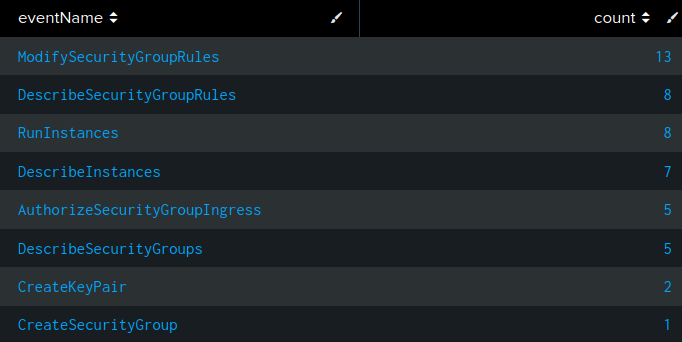 eventName count
ModifySecurityGroupRules 13
DescribeSecurityGroupRules 8
RunInstances 8
DescribeInstances 7
AuthorizeSecurityGroupIngress 5
DescribeSecurityGroups 5
CreateKeyPair 2
CreateSecurityGroup 1